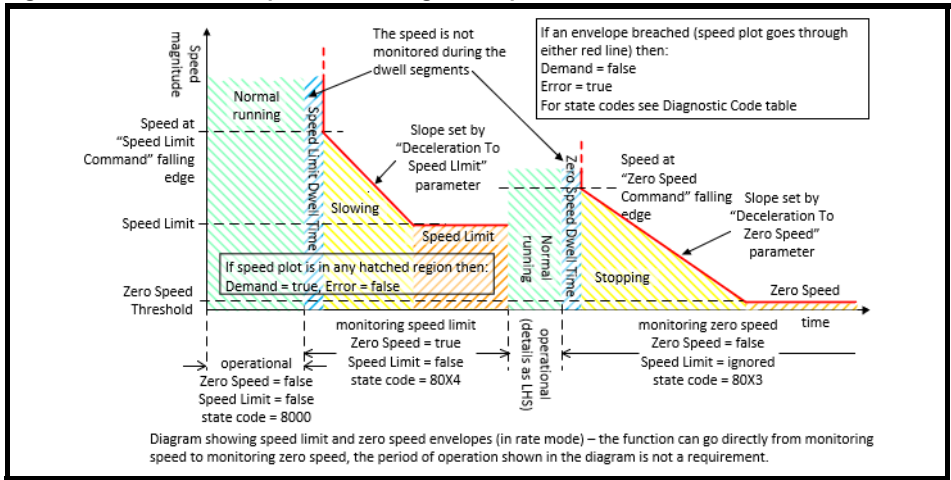 Speed
magnitude
Normal
running
The speed is not
monitored during the
dwell segments
If an envelope breached (speed plot goes through
either red line) then:
Demand = false
Error = true
For state codes see Diagnostic Code table
Speed at
“Speed Limit
Command” falling
edge
Speed Limit Dwell Time
Slope set by
“Deceleration To
Speed LImit”
parameter
Zero Speed Dwell Time
Speed at
“Zero Speed
Command” falling
edge
Slope set by
“Deceleration To
Zero Speed”
parameter
Slowing
Speed Limit
Speed Limit
Normal
running
Stopping
If speed plot is in any hatched region then:
Demand = true, Error = false
Zero Speed
Threshold
Zero Speed
time
operational
Zero Speed = false
Speed Limit = false
state code = 8000
monitoring speed limit
Zero Speed = true
Speed Limit = false
state code = 80X4
operational
(details as LHS)
monitoring zero speed
Zero Speed = false
Speed Limit = ignored
state code = 80X3
Diagram showing speed limit and zero speed envelopes (in rate mode) – the function can go directly from monitoring
speed to monitoring zero speed, the period of operation shown in the diagram is not a requirement.